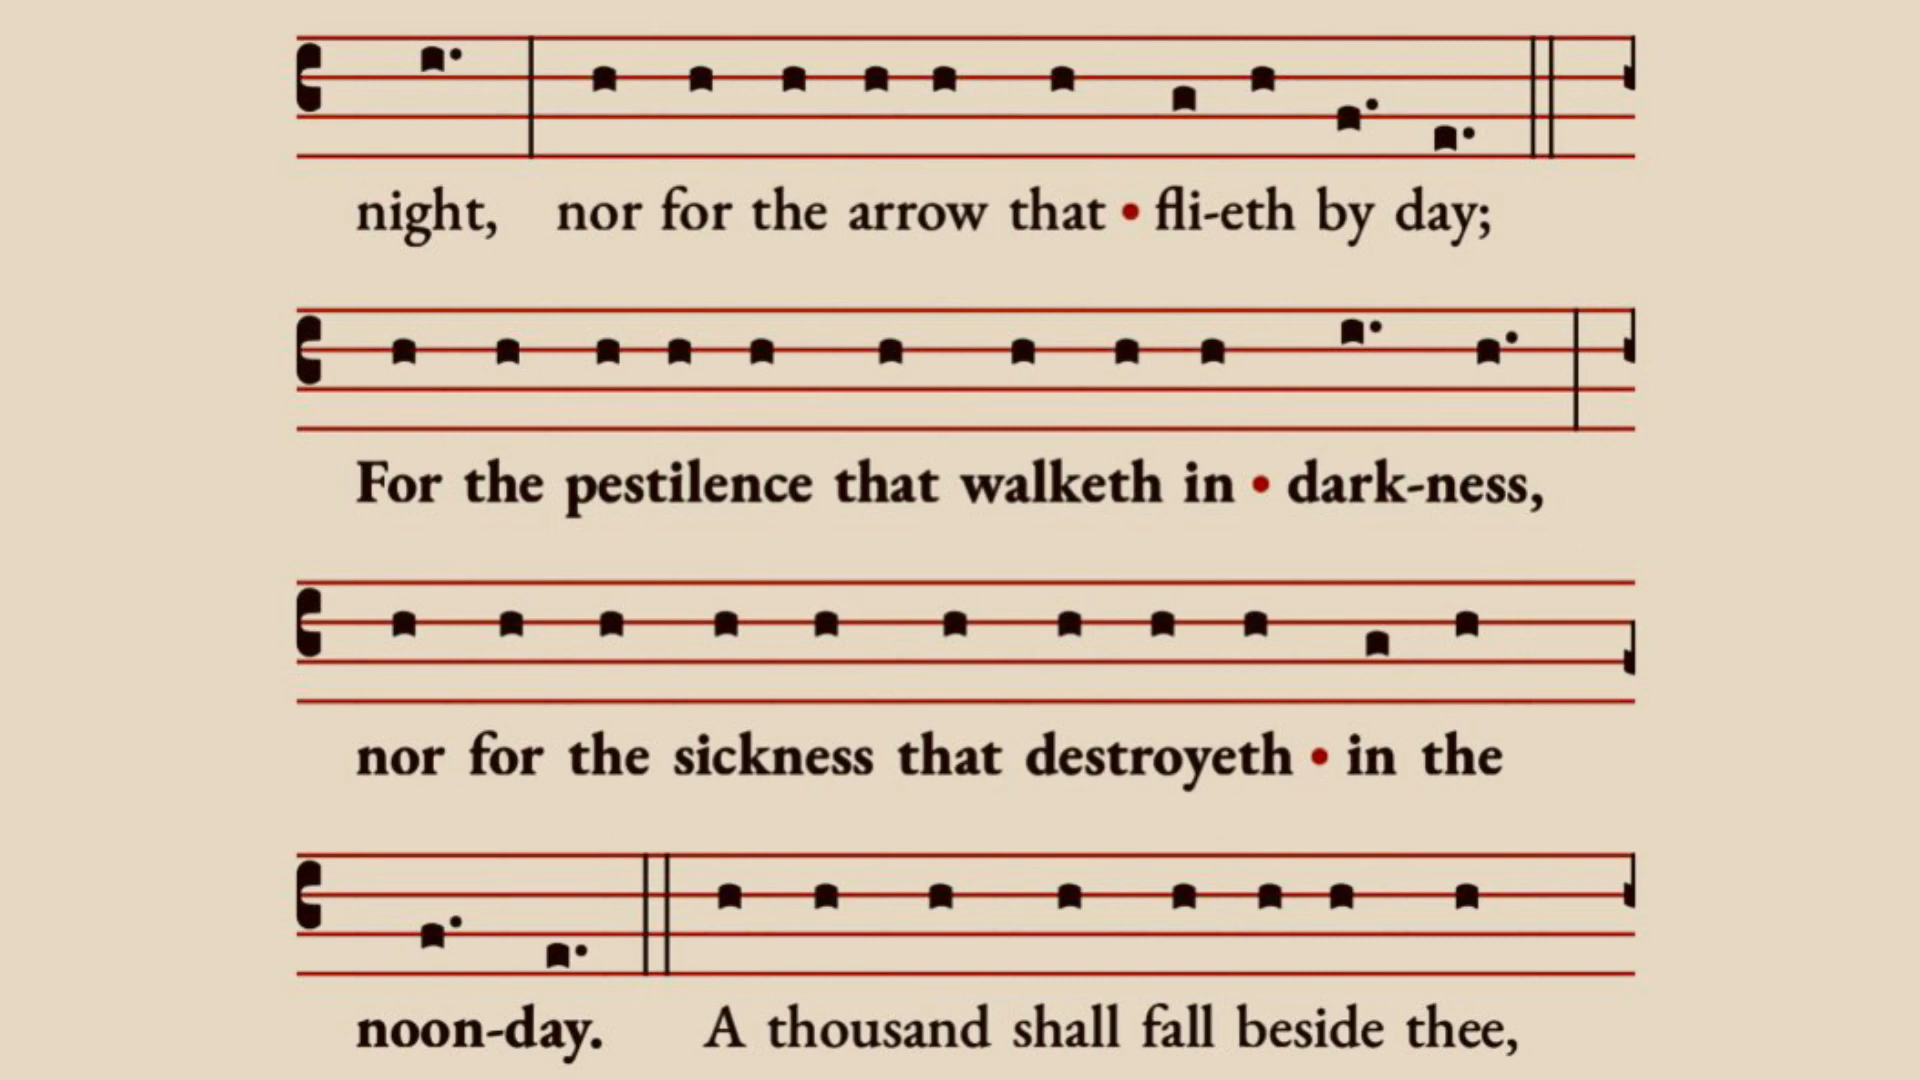 night, nor for the arrow that • fli-eth by day;
For the pestilence that walketh in • dark-ness,
nor for the sickness that destroyeth • in the
noon-day. A thousand shall fall beside thee,